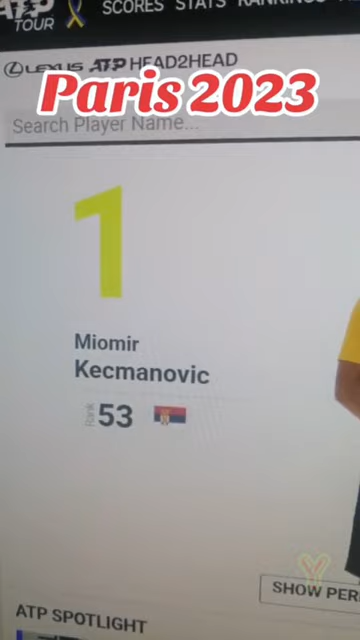 ATP
TOUR
SCORES STATS RANKINGS
LEXUS ATP HEAD2HEAD
Paris 2023
Search Player Name...
1
Miomir
Kecmanovic
Rank 53
SHOW PER
ATP SPOTLIGHT